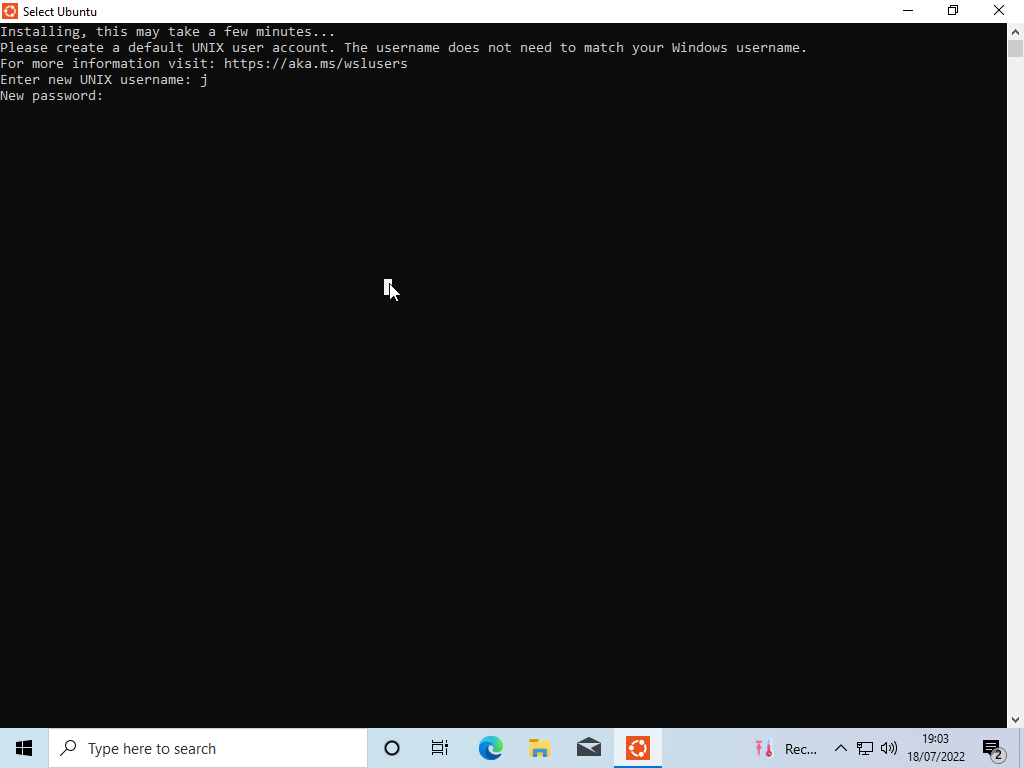 Select Ubuntu
Installing, this may take a few minutes...
Please create a default UNIX user account. The username does not need to match your Windows username.
For more information visit: https://aka.ms/wslusers
Enter new UNIX username: j
New password:
Type here to search
Rec...
19:03
18/07/2022
2